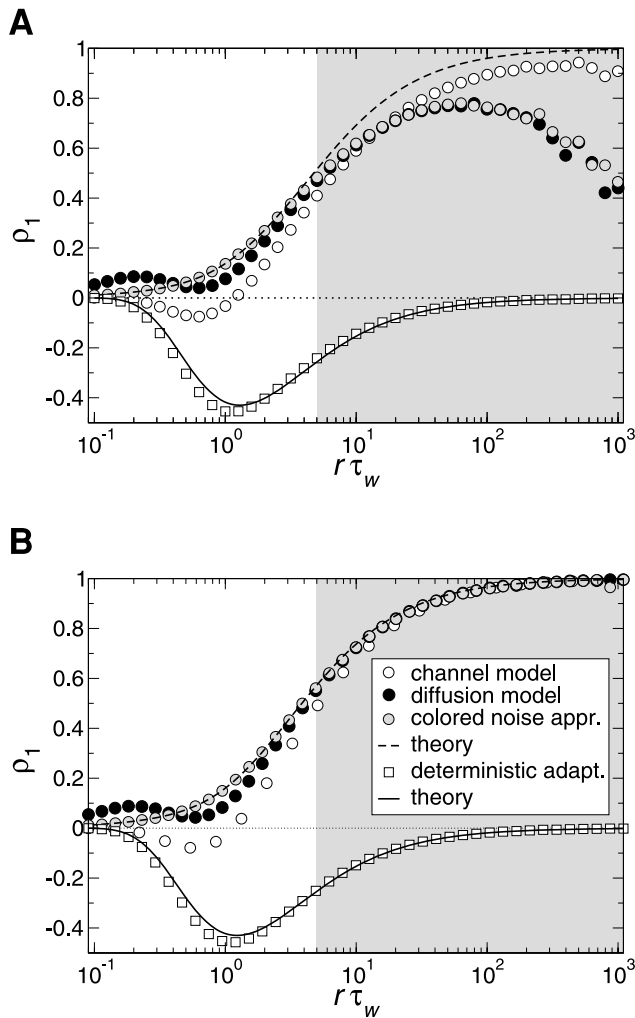 A
ρ₁
1
0.8
0.6
0.4
0.2
0
-0.2
-0.4
10⁻¹ 10⁰ 10¹ 10² 10³
r τ_w
B
ρ₁
1
0.8
0.6
0.4
0.2
0
-0.2
-0.4
channel model
diffusion model
colored noise appr.
theory
deterministic adapt.
theory
10⁻¹ 10⁰ 10¹ 10² 10³
r τ_w